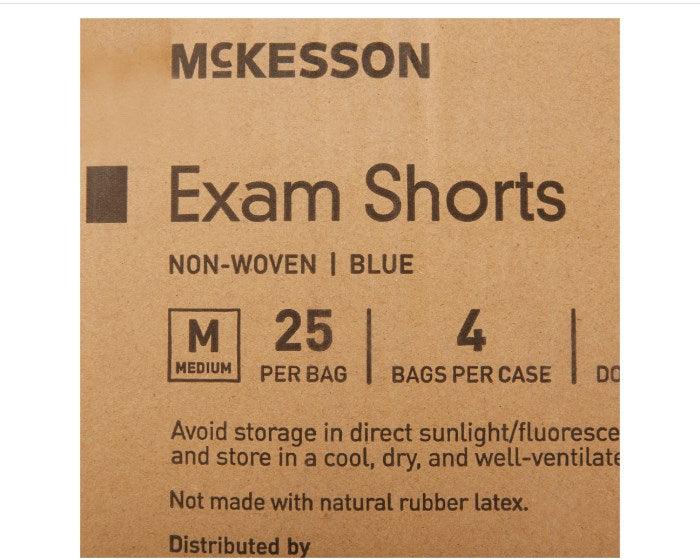 McKESSON
Exam Shorts
NON-WOVEN | BLUE
M
MEDIUM
25
PER BAG
4
BAGS PER CASE
DO
Avoid storage in direct sunlight/fluoresce
and store in a cool, dry, and well-ventilate
Not made with natural rubber latex.
Distributed by